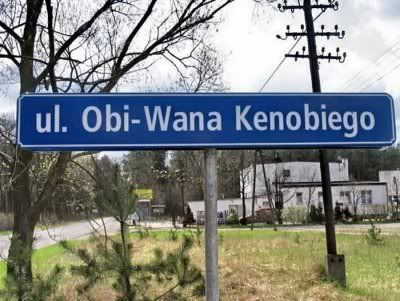 ul. Obi-Wana Kenobiego